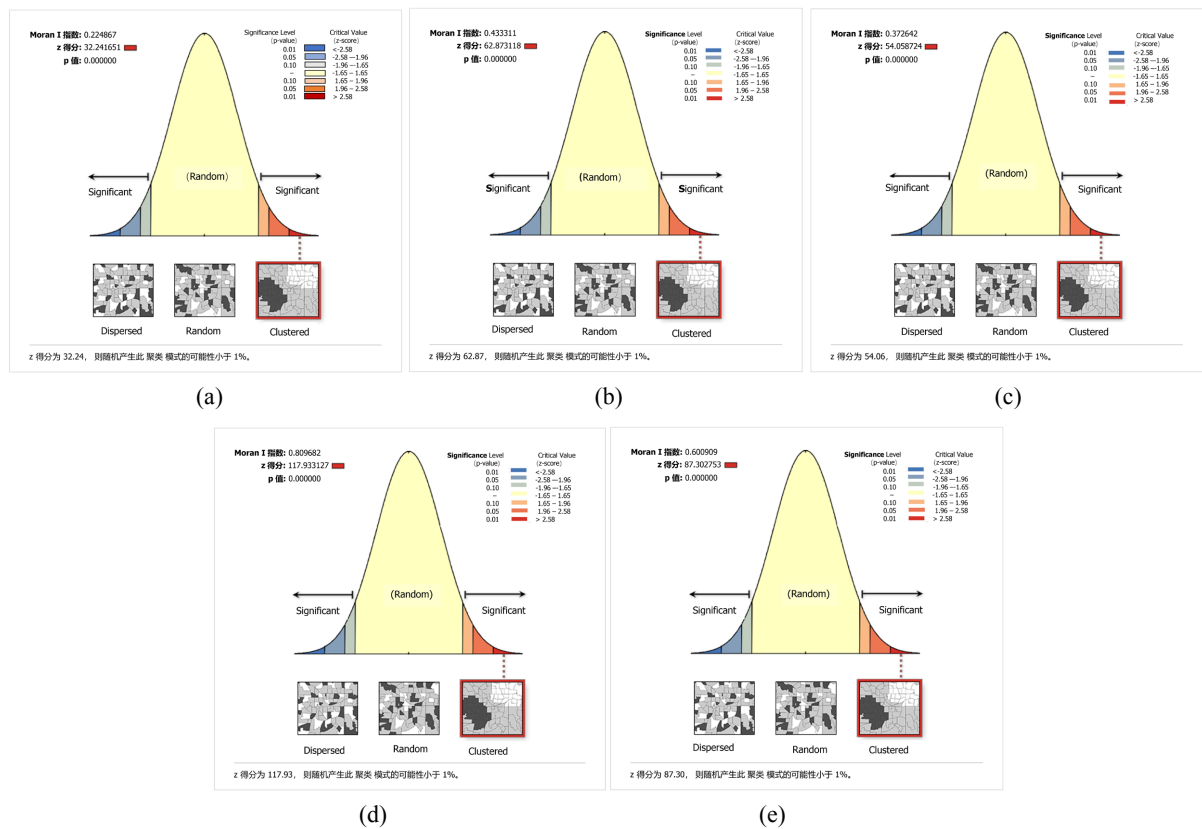 Moran I 指数: 0.224867
z 得分: 32.241651
p 值: 0.000000
Significance Level
(p-value)
Critical Value
(z-score)
0.01 <-2.58
0.05 -2.58 —-1.96
0.10 -1.96 —-1.65
– -1.65 – 1.65
0.10 1.65 – 1.96
0.05 1.96 – 2.58
0.01 > 2.58
Significant
(Random)
Significant
Dispersed
Random
Clustered
z 得分为 32.24， 则随机产生此 聚类 模式的可能性小于 1%。
(a)
Moran I 指数: 0.433311
z 得分: 62.873118
p 值: 0.000000
Significance Level
(p-value)
Critical Value
(z-score)
0.01 <-2.58
0.05 -2.58 —-1.96
0.10 -1.96 —-1.65
– -1.65 – 1.65
0.10 1.65 – 1.96
0.05 1.96 – 2.58
0.01 > 2.58
Significant
(Random)
Significant
Dispersed
Random
Clustered
z 得分为 62.87， 则随机产生此 聚类 模式的可能性小于 1%。
(b)
Moran I 指数: 0.372642
z 得分: 54.058724
p 值: 0.000000
Significance Level
(p-value)
Critical Value
(z-score)
0.01 <-2.58
0.05 -2.58 —-1.96
0.10 -1.96 —-1.65
– -1.65 – 1.65
0.10 1.65 – 1.96
0.05 1.96 – 2.58
0.01 > 2.58
Significant
(Random)
Significant
Dispersed
Random
Clustered
z 得分为 54.06， 则随机产生此 聚类 模式的可能性小于 1%。
(c)
Moran I 指数: 0.809682
z 得分: 117.933127
p 值: 0.000000
Significance Level
(p-value)
Critical Value
(z-score)
0.01 <-2.58
0.05 -2.58 —-1.96
0.10 -1.96 —-1.65
– -1.65 – 1.65
0.10 1.65 – 1.96
0.05 1.96 – 2.58
0.01 > 2.58
Significant
(Random)
Significant
Dispersed
Random
Clustered
z 得分为 117.93， 则随机产生此 聚类 模式的可能性小于 1%。
(d)
Moran I 指数: 0.600909
z 得分: 87.302753
p 值: 0.000000
Significance Level
(p-value)
Critical Value
(z-score)
0.01 <-2.58
0.05 -2.58 —-1.96
0.10 -1.96 —-1.65
– -1.65 – 1.65
0.10 1.65 – 1.96
0.05 1.96 – 2.58
0.01 > 2.58
Significant
(Random)
Significant
Dispersed
Random
Clustered
z 得分为 87.30， 则随机产生此 聚类 模式的可能性小于 1%。
(e)